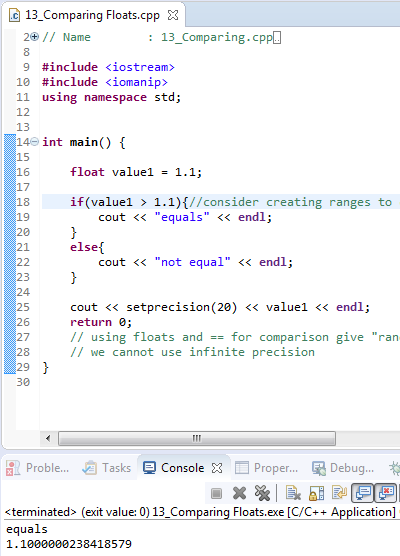 13_Comparing Floats.cpp
2 // Name        : 13_Comparing.cpp
8
9 #include <iostream>
10 #include <iomanip>
11 using namespace std;
12
13
14 int main() {
15
16     float value1 = 1.1;
17
18     if(value1 > 1.1){//consider creating ranges to
19         cout << "equals" << endl;
20     }
21     else{
22         cout << "not equal" << endl;
23     }
24
25     cout << setprecision(20) << value1 << endl;
26     return 0;
27     // using floats and == for comparison give "ran
28     // we cannot use infinite precision
29 }
30
Proble... Tasks Console Proper... Debug...
<terminated> (exit value: 0) 13_Comparing Floats.exe [C/C++ Application]
equals
1.1000000238418579